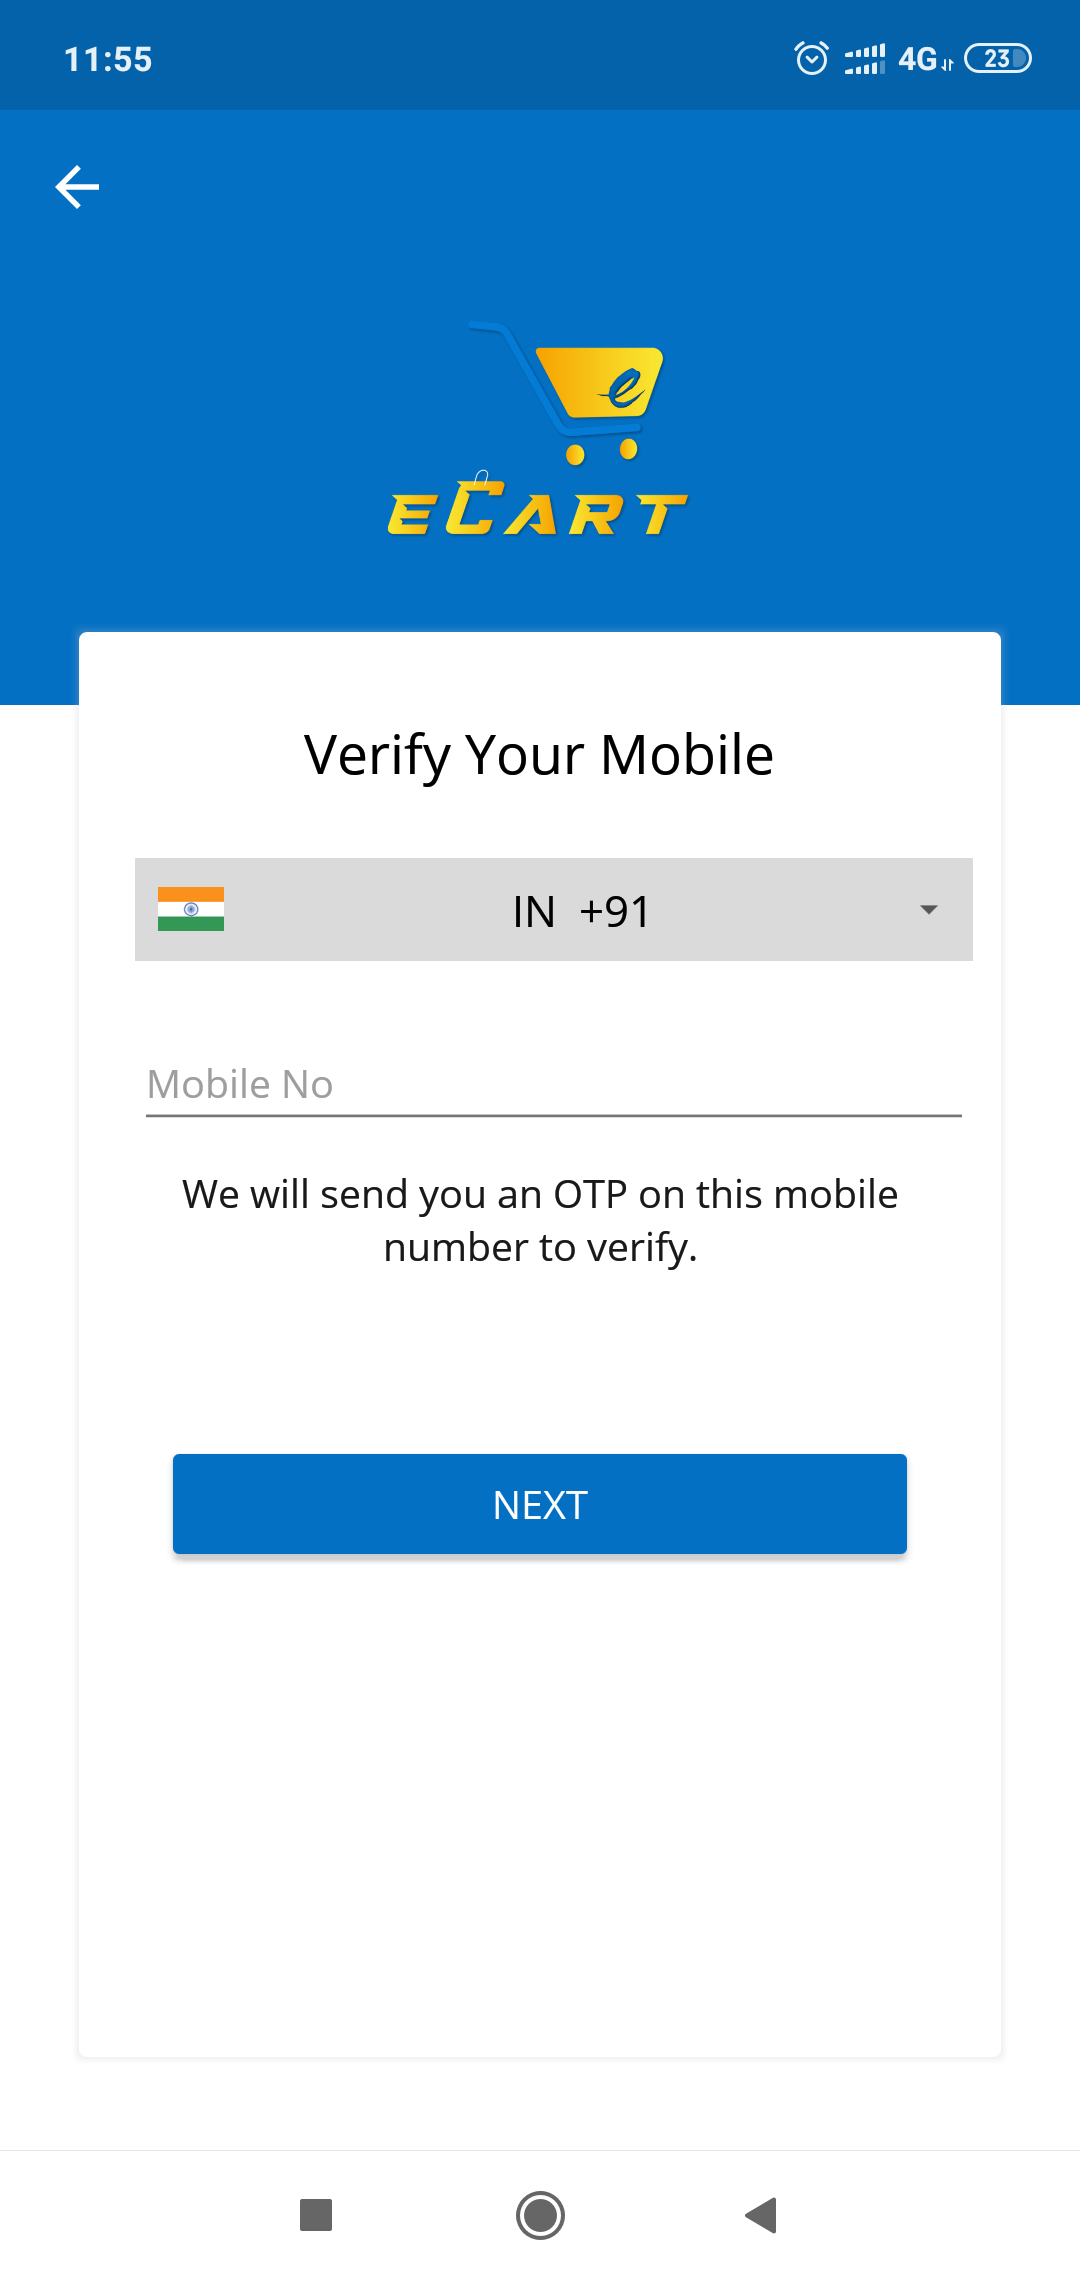 11:55
4G
23
e
eCART
Verify Your Mobile
IN +91
Mobile No
We will send you an OTP on this mobile
number to verify.
NEXT